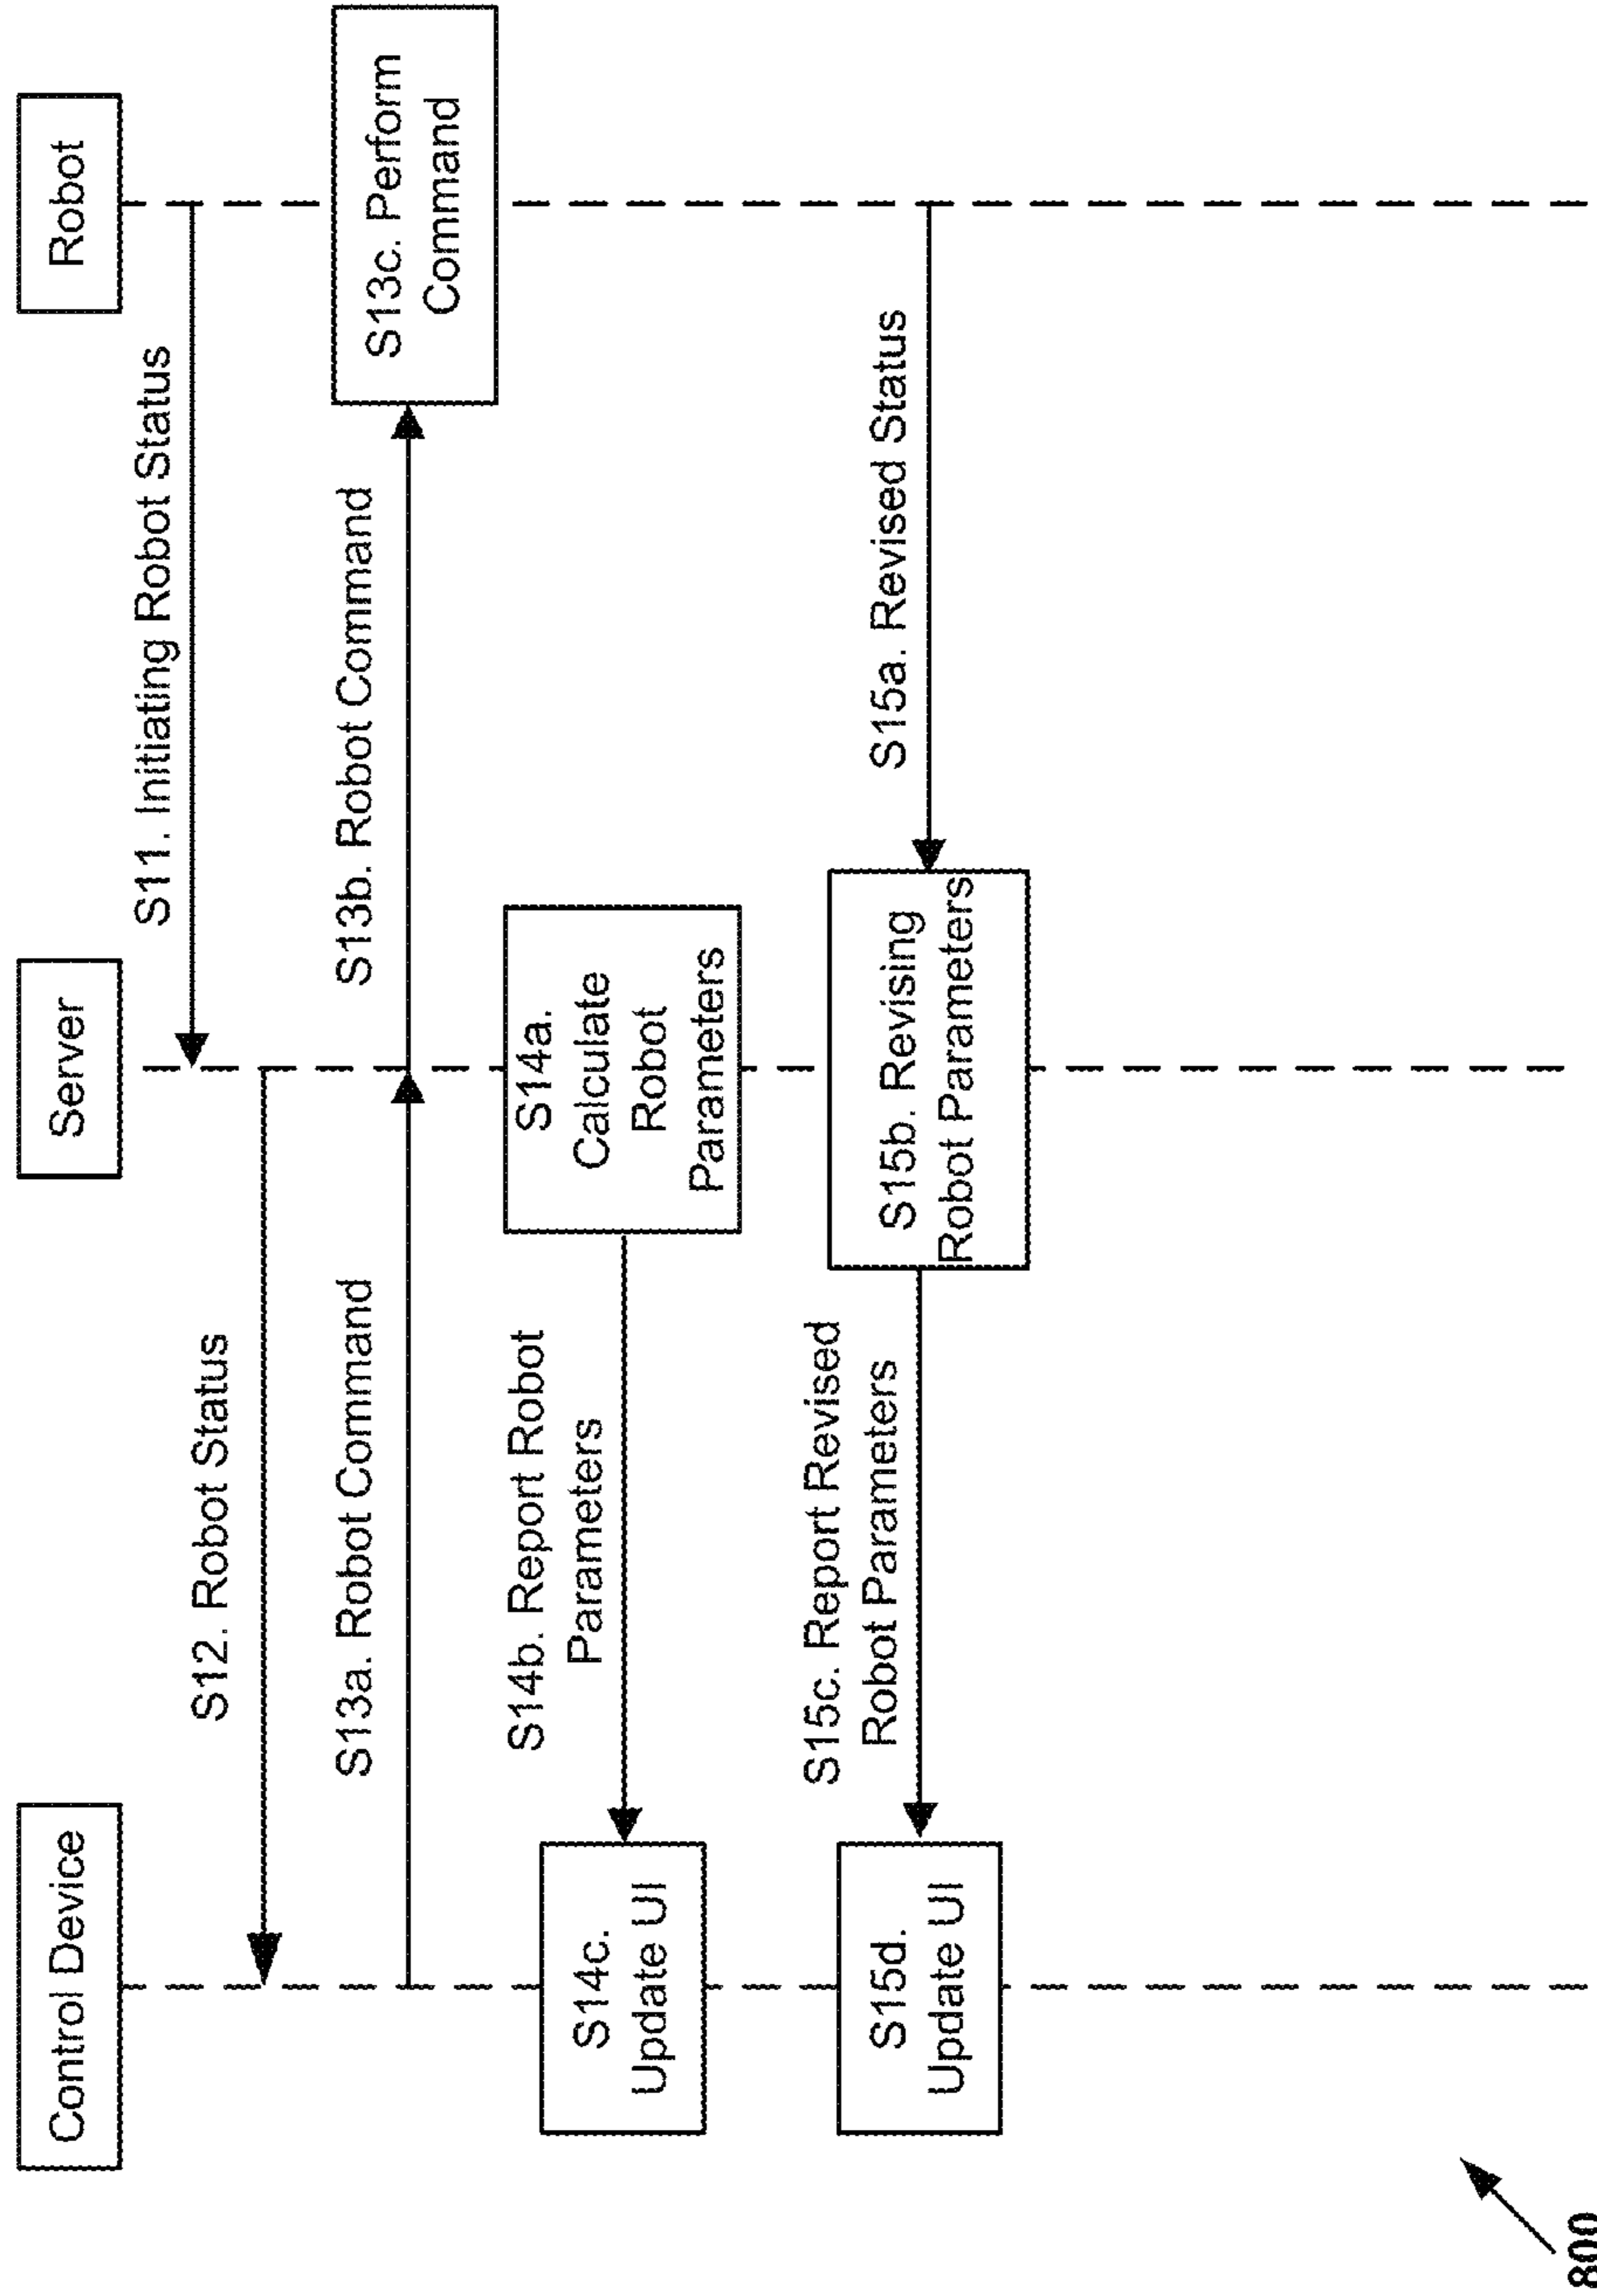 Control Device
Server
Robot
S11. Initiating Robot Status
S12. Robot Status
S13a. Robot Command
S13b. Robot Command
S13c. Perform
Command
S14a.
Calculate
Robot
Parameters
S14b. Report Robot
Parameters
S14c.
Update UI
S15a. Revised Status
S15b. Revising
Robot Parameters
S15c. Report Revised
Robot Parameters
S15d.
Update UI
800